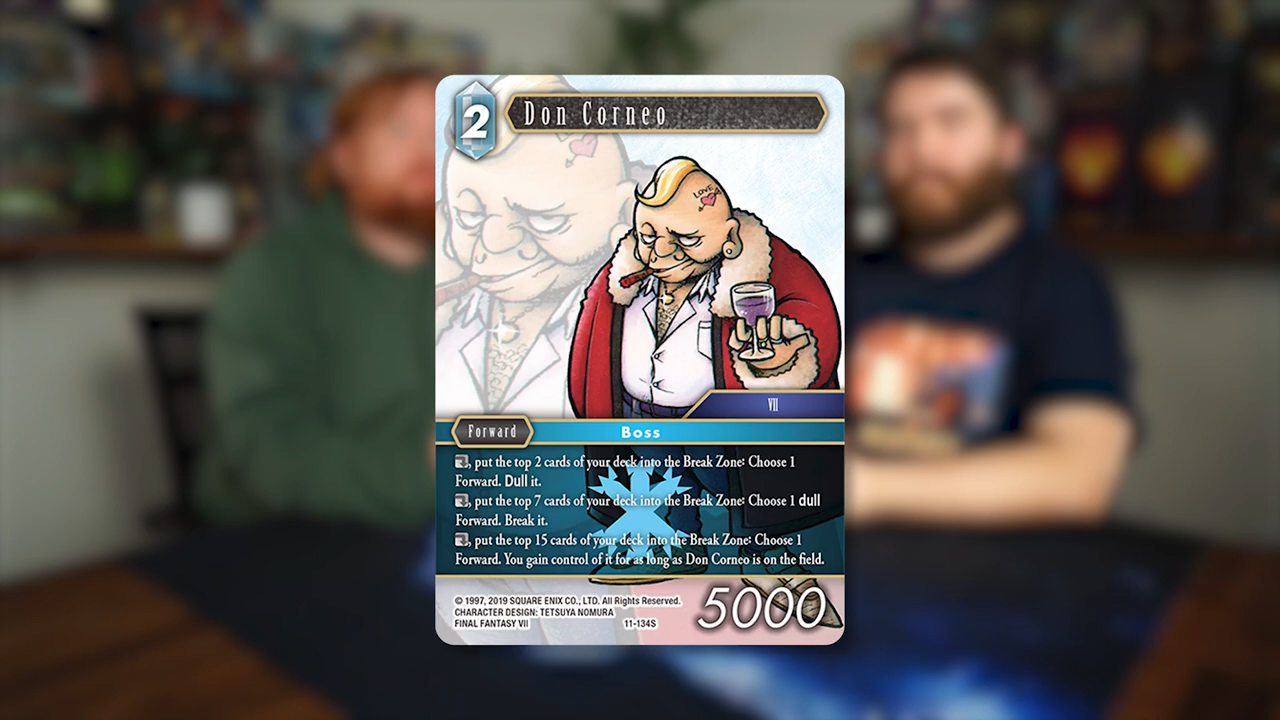 2
Don Corneo
LOVE
VII
Forward
Boss
, put the top 2 cards of your deck into the Break Zone: Choose 1
Forward. Dull it.
, put the top 7 cards of your deck into the Break Zone: Choose 1 dull
Forward. Break it.
, put the top 15 cards of your deck into the Break Zone: Choose 1
Forward. You gain control of it for as long as Don Corneo is on the field.
© 1997, 2019 SQUARE ENIX CO., LTD. All Rights Reserved.
CHARACTER DESIGN: TETSUYA NOMURA
FINAL FANTASY VII
11-134S
5000